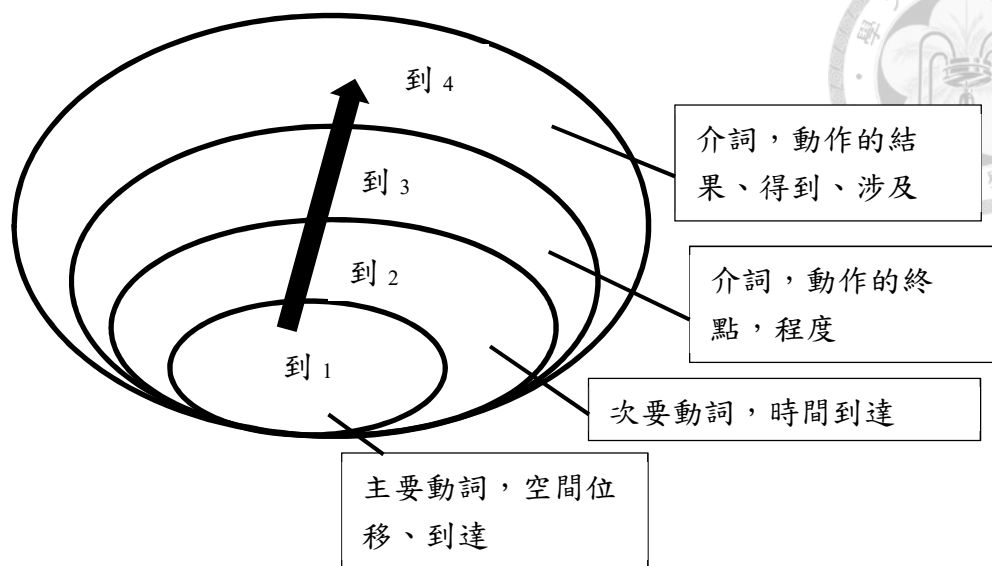 到 4
介詞，動作的結
果、得到、涉及
到 3
介詞，動作的終
點，程度
到 2
次要動詞，時間到達
到 1
主要動詞，空間位
移、到達